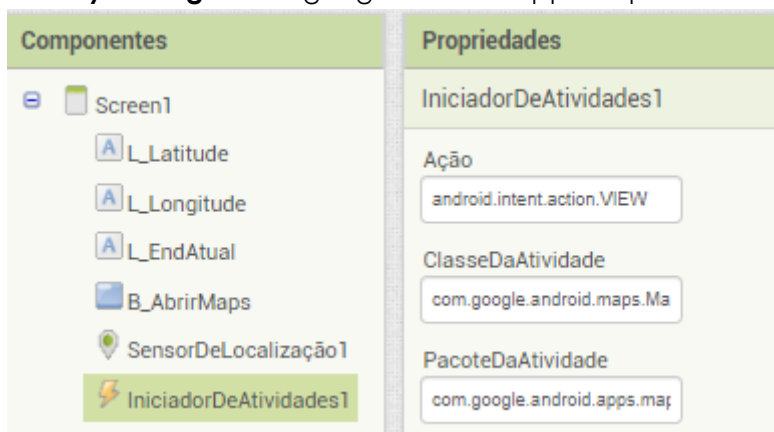 Componentes
Screen1
L_Latitude
L_Longitude
L_EndAtual
B_AbrirMaps
SensorDeLocalização1
IniciadorDeAtividades1
Propriedades
IniciadorDeAtividades1
Ação
android.intent.action.VIEW
ClasseDaAtividade
com.google.android.maps.Ma
PacoteDaAtividade
com.google.android.apps.map